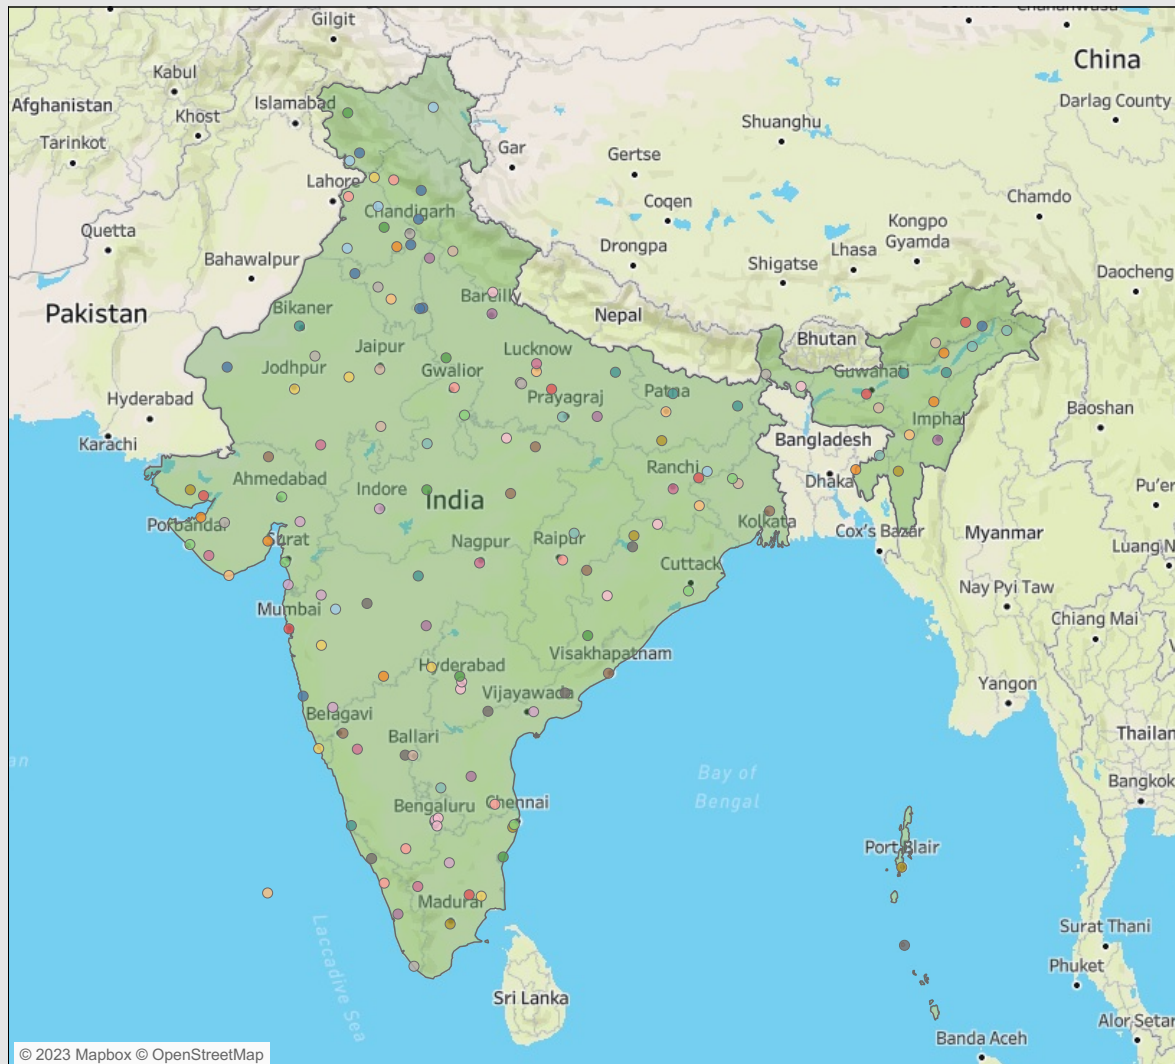 Gilgit
China
Kabul
Islamabad
Afghanistan
Khost
Darlag County
Tarinkot
Shuanghu
Gar
Gertse
Lahore
Coqen
Chamdo
Chandigarh
Kongpo
Gyamda
Quetta
Drongpa
Lhasa
Bahawalpur
Shigatse
Daocheng
Bareilly
Bikaner
Pakistan
Nepal
Bhutan
Jaipur
Lucknow
Jodhpur
Gwalior
Guwahati
Hyderabad
Prayagraj
Patna
Baoshan
Imphal
Karachi
Bangladesh
Ranchi
Ahmedabad
Indore
Dhaka
India
Pu'er
Porbandar
Kolkata
Cox's Bazar
Surat
Nagpur
Raipur
Myanmar
Luang N
Cuttack
Nay Pyi Taw
Mumbai
Chiang Mai
Visakhapatnam
Hyderabad
Yangon
Vijayawada
Belagavi
Ballari
Thailan
an
Bay of
Bengal
Bangkok
Bengaluru
Chennai
Port Blair
Madurai
Laccadive Sea
Surat Thani
Phuket
Sri Lanka
Alor Setar
Banda Aceh
© 2023 Mapbox © OpenStreetMap